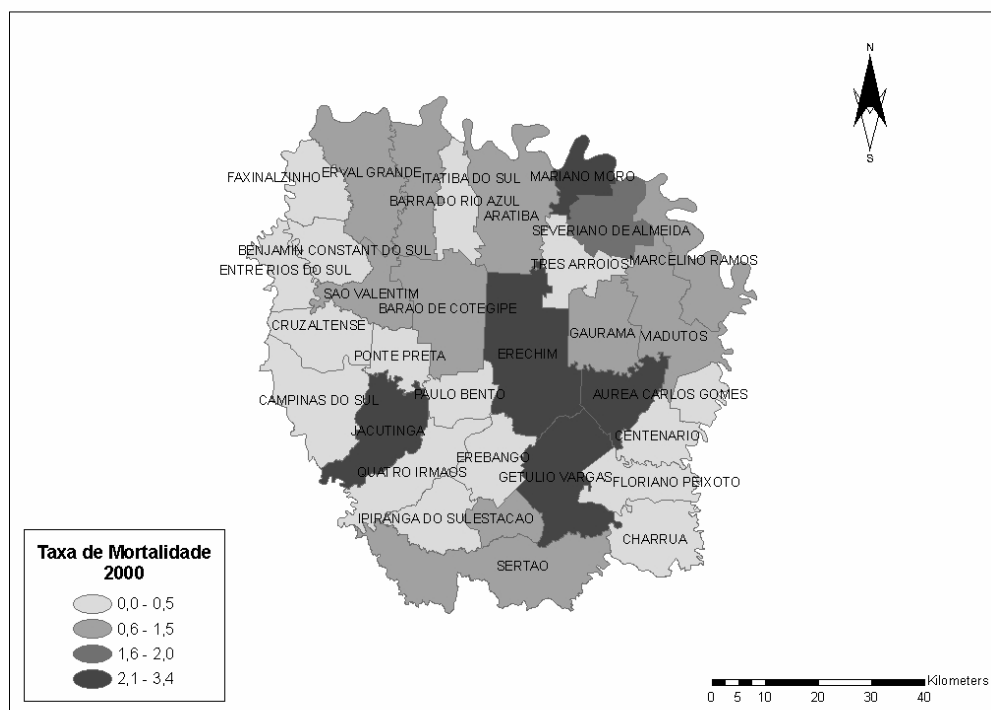 N
S
FAXINALZINHO
ERVAL GRANDE
ITATIBA DO SUL
MARIANO MORO
BARRA DO RIO AZUL
ARATIBA
SEVERIANO DE ALMEIDA
BENJAMIN CONSTANT DO SUL
TRES ARROIOS
MARCELINO RAMOS
ENTRE RIOS DO SUL
SAO VALENTIM
BARAO DE COTEGIPE
CRUZALTENSE
GAURAMA
VIADUTOS
PONTE PRETA
ERECHIM
CAMPINAS DO SUL
PAULO BENTO
AUREA
CARLOS GOMES
JACUTINGA
CENTENARIO
EREBANGO
QUATRO IRMAOS
GETULIO VARGAS
FLORIANO PEIXOTO
IPIRANGA DO SUL
ESTACAO
CHARRUA
SERTAO
Taxa de Mortalidade
2000
0,0 - 0,5
0,6 - 1,5
1,6 - 2,0
2,1 - 3,4
Kilometers
0 5 10 20 30 40